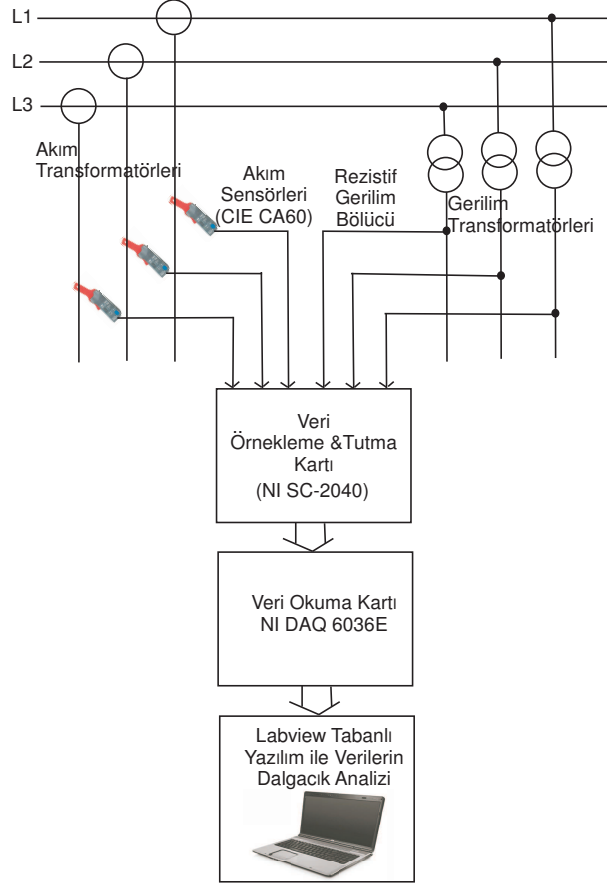 L1
L2
L3
Akım
Transformatörleri
Akım
Sensörleri
(CIE CA60)
Rezistif
Gerilim
Bölücü
Gerilim
Transformatörleri
Veri
Örnekleme &Tutma
Kartı
(NI SC-2040)
Veri Okuma Kartı
NI DAQ 6036E
Labview Tabanlı
Yazılım ile Verilerin
Dalgacık Analizi